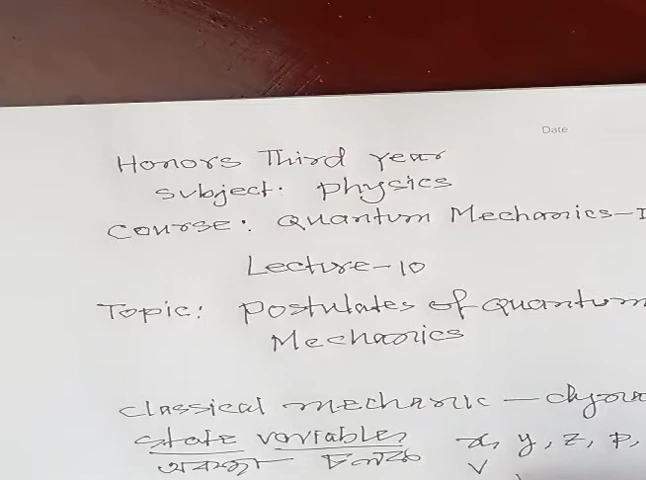 Date
Honors Third year
Subject: Physics
Course: Quantum Mechanics-I
Lecture-10
Topic: Postulates of Quantum
Mechanics
Classical mechanic —
State variables x, y, z, p,
অবস্থা চলক
v